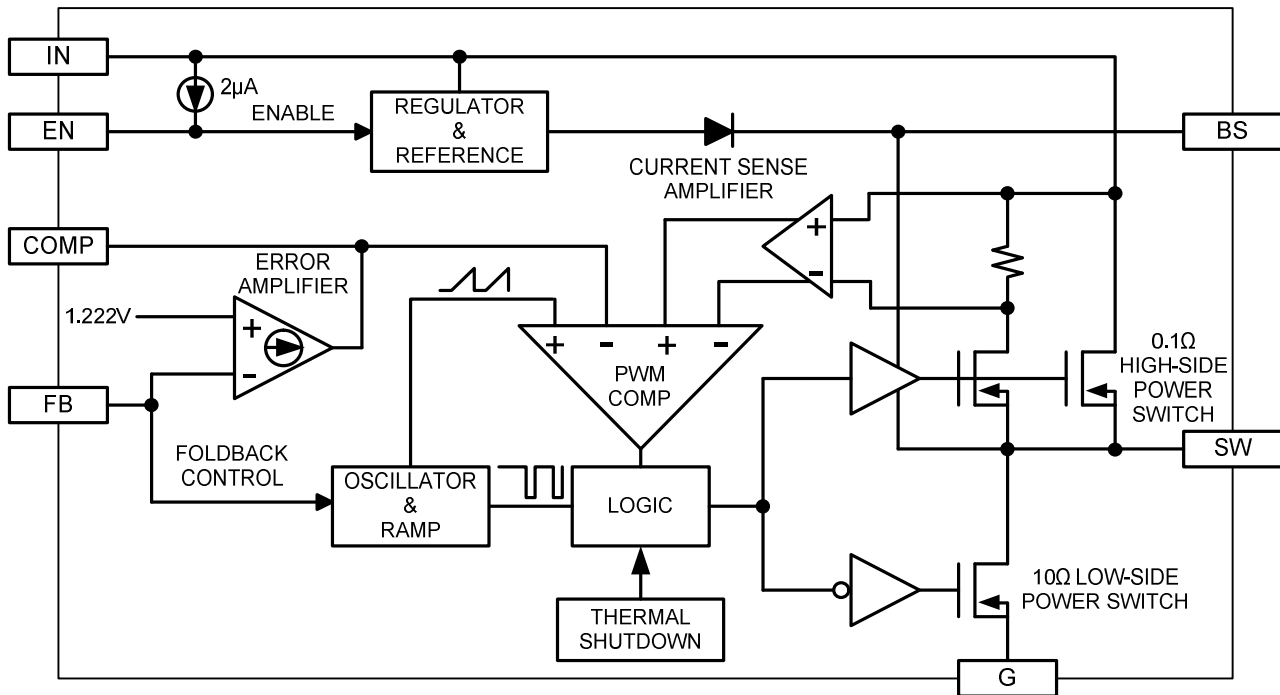 IN
2µA
EN
ENABLE
REGULATOR
&
REFERENCE
BS
CURRENT SENSE
AMPLIFIER
COMP
ERROR
AMPLIFIER
1.222V
+
-
+
-
+
-
+
-
PWM
COMP
0.1Ω
HIGH-SIDE
POWER
SWITCH
FB
SW
FOLDBACK
CONTROL
OSCILLATOR
&
RAMP
LOGIC
10Ω LOW-SIDE
POWER SWITCH
THERMAL
SHUTDOWN
G